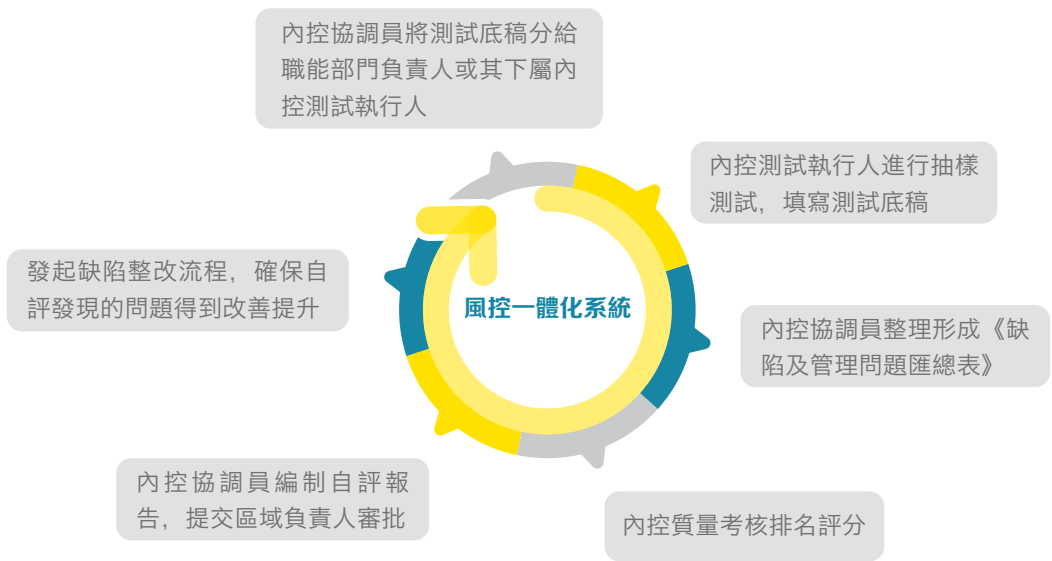 內控協調員將測試底稿分給
職能部門負責人或其下屬內
控測試執行人
內控測試執行人進行抽樣
測試，填寫測試底稿
發起缺陷整改流程，確保自
評發現的問題得到改善提升
風控一體化系統
內控協調員整理形成《缺
陷及管理問題匯總表》
內控協調員編制自評報
告，提交區域負責人審批
內控質量考核排名評分